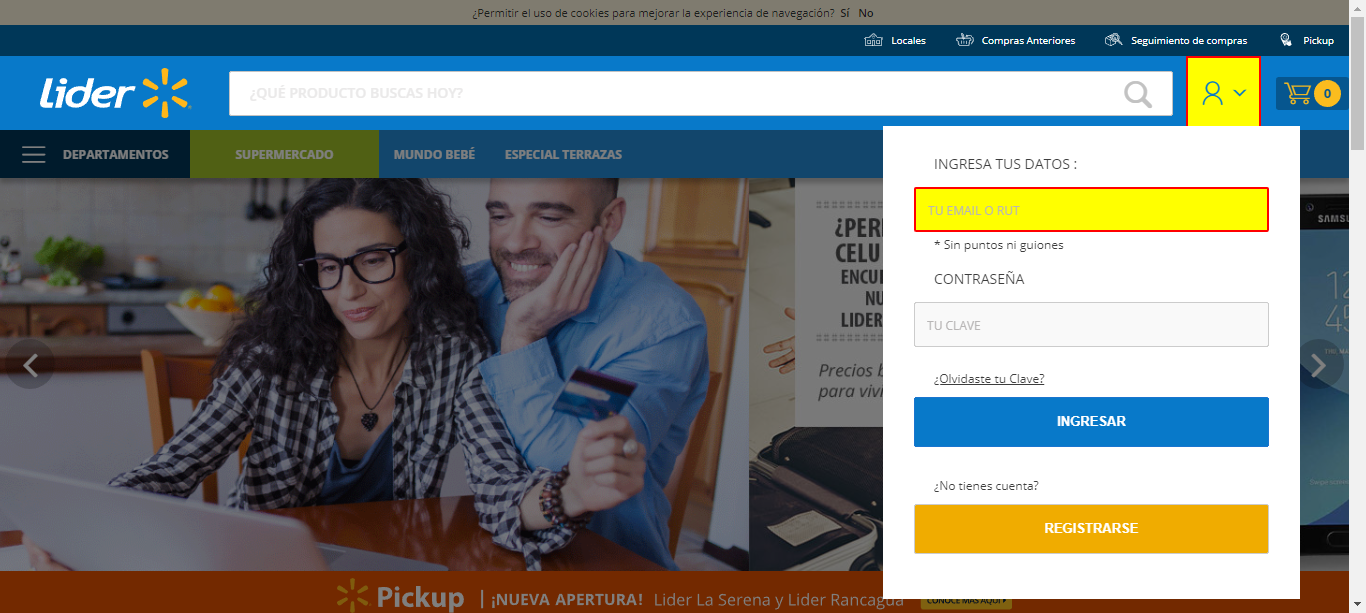 ¿Permitir el uso de cookies para mejorar la experiencia de navegación? Sí No
Locales Compras Anteriores Seguimiento de compras Pickup
Lider
¿QUÉ PRODUCTO BUSCAS HOY?
0
DEPARTAMENTOS SUPERMERCADO MUNDO BEBÉ ESPECIAL TERRAZAS
INGRESA TUS DATOS :
TU EMAIL O RUT
* Sin puntos ni guiones
CONTRASEÑA
TU CLAVE
¿Olvidaste tu Clave?
INGRESAR
¿No tienes cuenta?
REGISTRARSE
¿PER
CELU
ENCUE
NU
LIDER
Precios b
para vivi
SAMSU
12
45
Pickup | ¡NUEVA APERTURA! Lider La Serena y Lider Rancagua
CONOCE MÁS AQUÍ